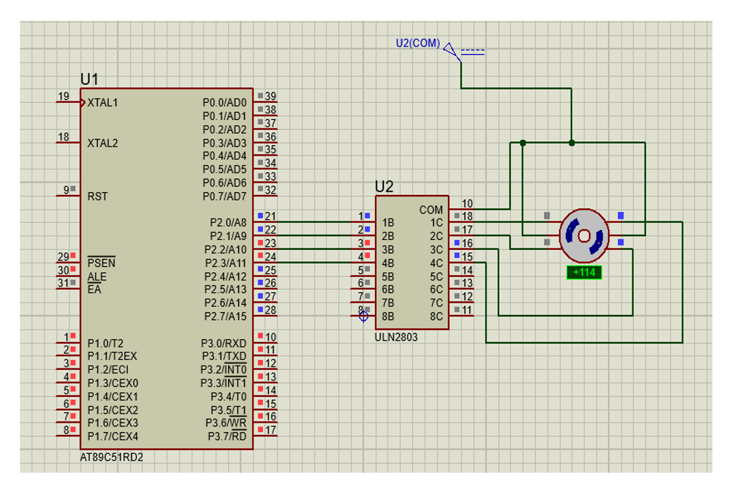 U2(COM)
U1
19 XTAL1 P0.0/AD0 39
P0.1/AD1 38
P0.2/AD2 37
18 XTAL2 P0.3/AD3 36
P0.4/AD4 35
P0.5/AD5 34
P0.6/AD6 33
9 RST P0.7/AD7 32
P2.0/A8 21
P2.1/A9 22
P2.2/A10 23
29 PSEN P2.3/A11 24
30 ALE P2.4/A12 25
31 EA P2.5/A13 26
P2.6/A14 27
P2.7/A15 28
1 P1.0/T2 P3.0/RXD 10
2 P1.1/T2EX P3.1/TXD 11
3 P1.2/ECI P3.2/INT0 12
4 P1.3/CEX0 P3.3/INT1 13
5 P1.4/CEX1 P3.4/T0 14
6 P1.5/CEX2 P3.5/T1 15
7 P1.6/CEX3 P3.6/WR 16
8 P1.7/CEX4 P3.7/RD 17
AT89C51RD2
U2
COM 10
1 1B 1C 18
2 2B 2C 17
3 3B 3C 16
4 4B 4C 15
5 5B 5C 14
6 6B 6C 13
7 7B 7C 12
8 8B 8C 11
ULN2803
+114